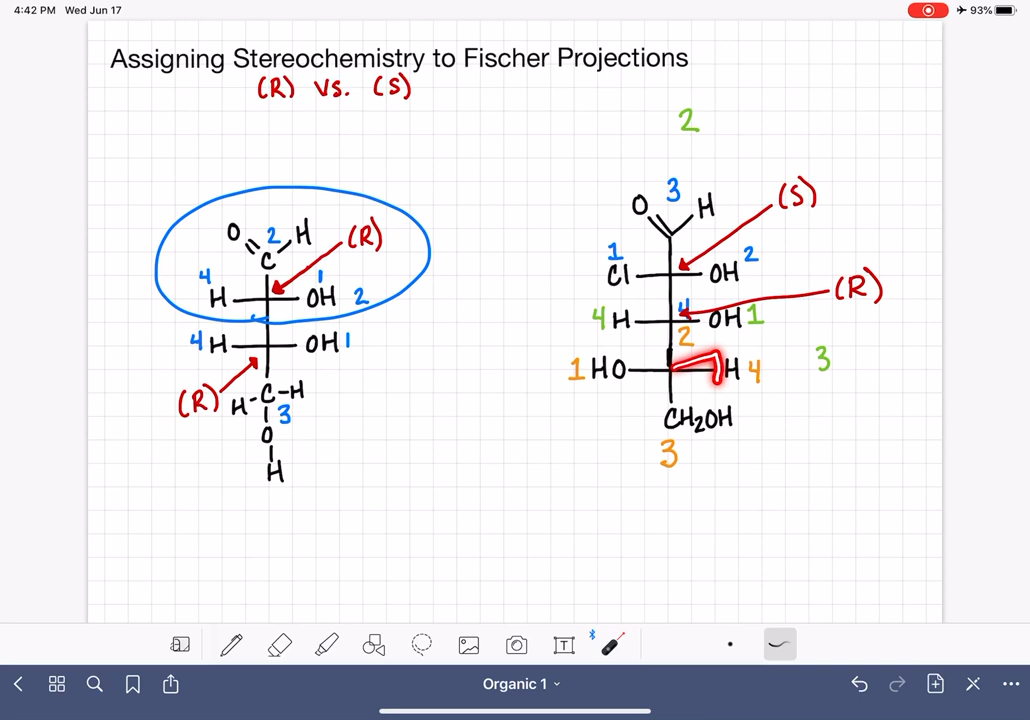 4:42 PM Wed Jun 17
93%
Assigning Stereochemistry to Fischer Projections
(R) vs. (S)
2
3
O H (S)
O 2 H (R)
C
1 2
Cl OH
4 1
H OH 2
4 (R)
4 H OH 1
2
4 H OH 1
3
1 HO H 4
(R)
H C H
3
CH2OH
O
3
H
T
Organic 1